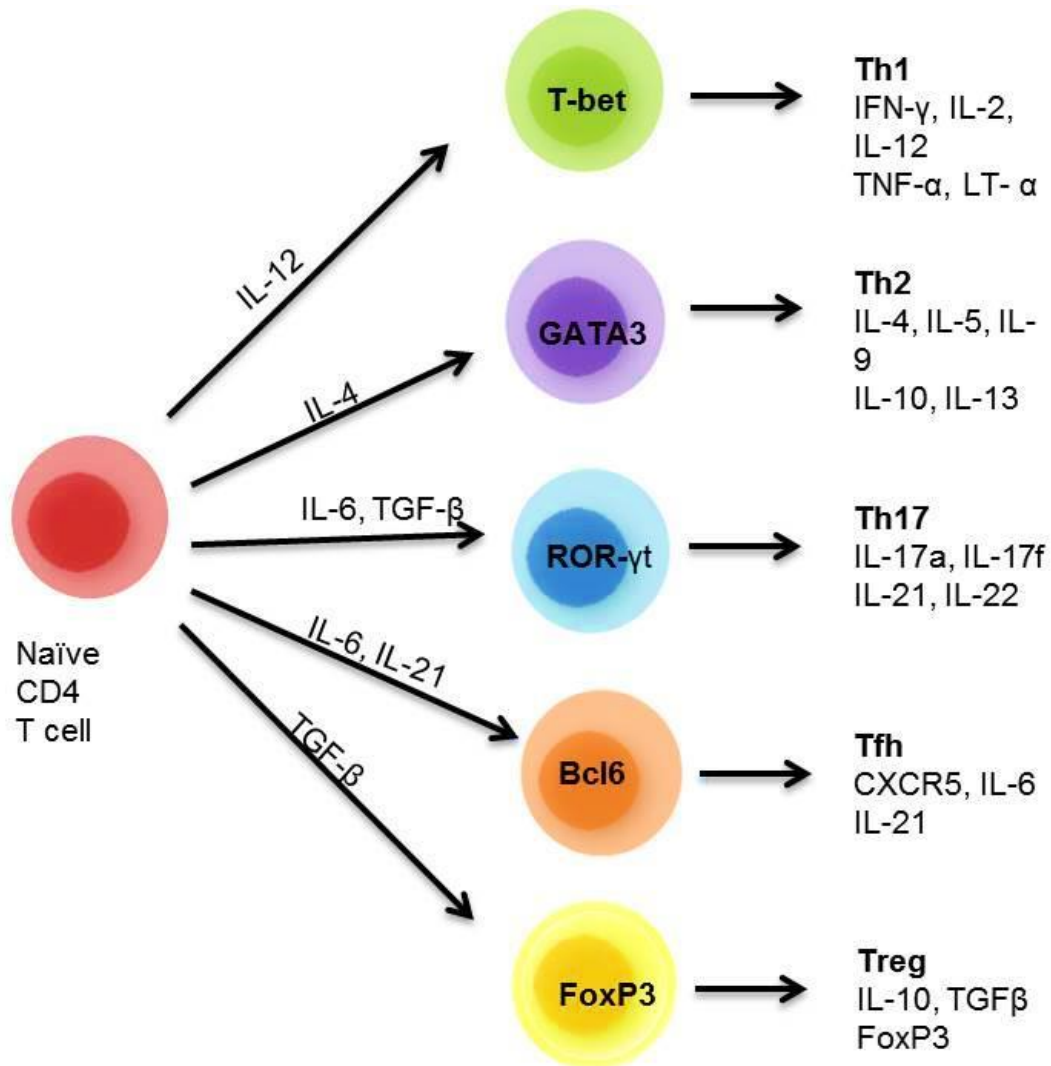 T-bet
Th1
IFN-γ, IL-2,
IL-12
TNF-α, LT- α
IL-12
GATA3
Th2
IL-4, IL-5, IL-
9
IL-10, IL-13
IL-4
Naïve
CD4
T cell
IL-6, TGF-β
ROR-γt
Th17
IL-17a, IL-17f
IL-21, IL-22
IL-6, IL-21
Bcl6
Tfh
CXCR5, IL-6
IL-21
TGF-β
FoxP3
Treg
IL-10, TGFβ
FoxP3